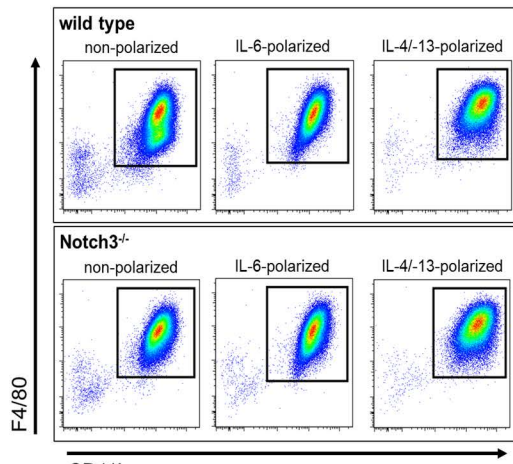 wild type
non-polarized IL-6-polarized IL-4/-13-polarized
Notch3-/-
non-polarized IL-6-polarized IL-4/-13-polarized
F4/80